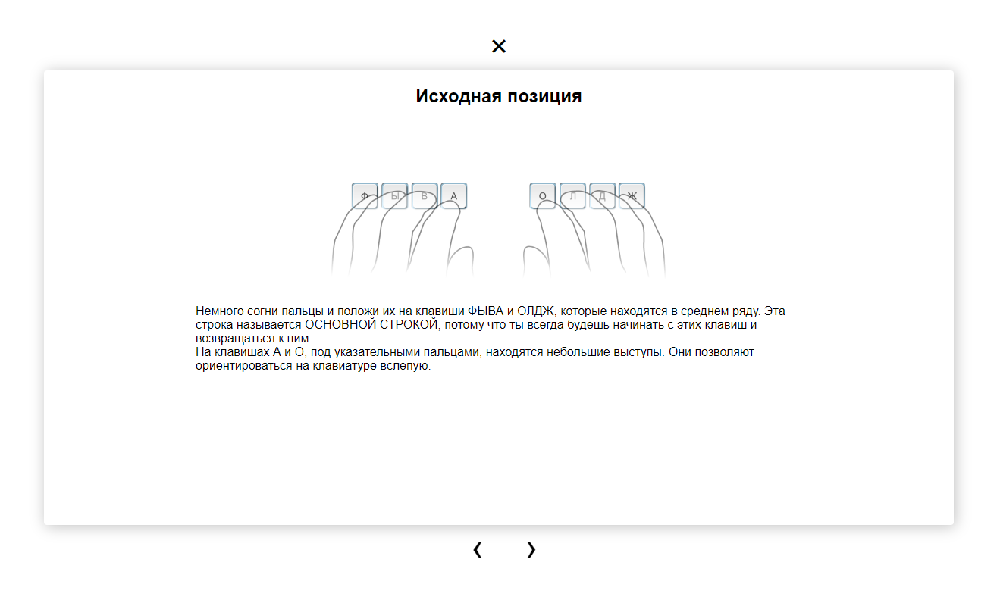 Исходная позиция
Ф Ы В А О Л Д Ж
Немного согни пальцы и положи их на клавиши ФЫВА и ОЛДЖ, которые находятся в среднем ряду. Эта
строка называется ОСНОВНОЙ СТРОКОЙ, потому что ты всегда будешь начинать с этих клавиш и
возвращаться к ним.
На клавишах А и О, под указательными пальцами, находятся небольшие выступы. Они позволяют
ориентироваться на клавиатуре вслепую.